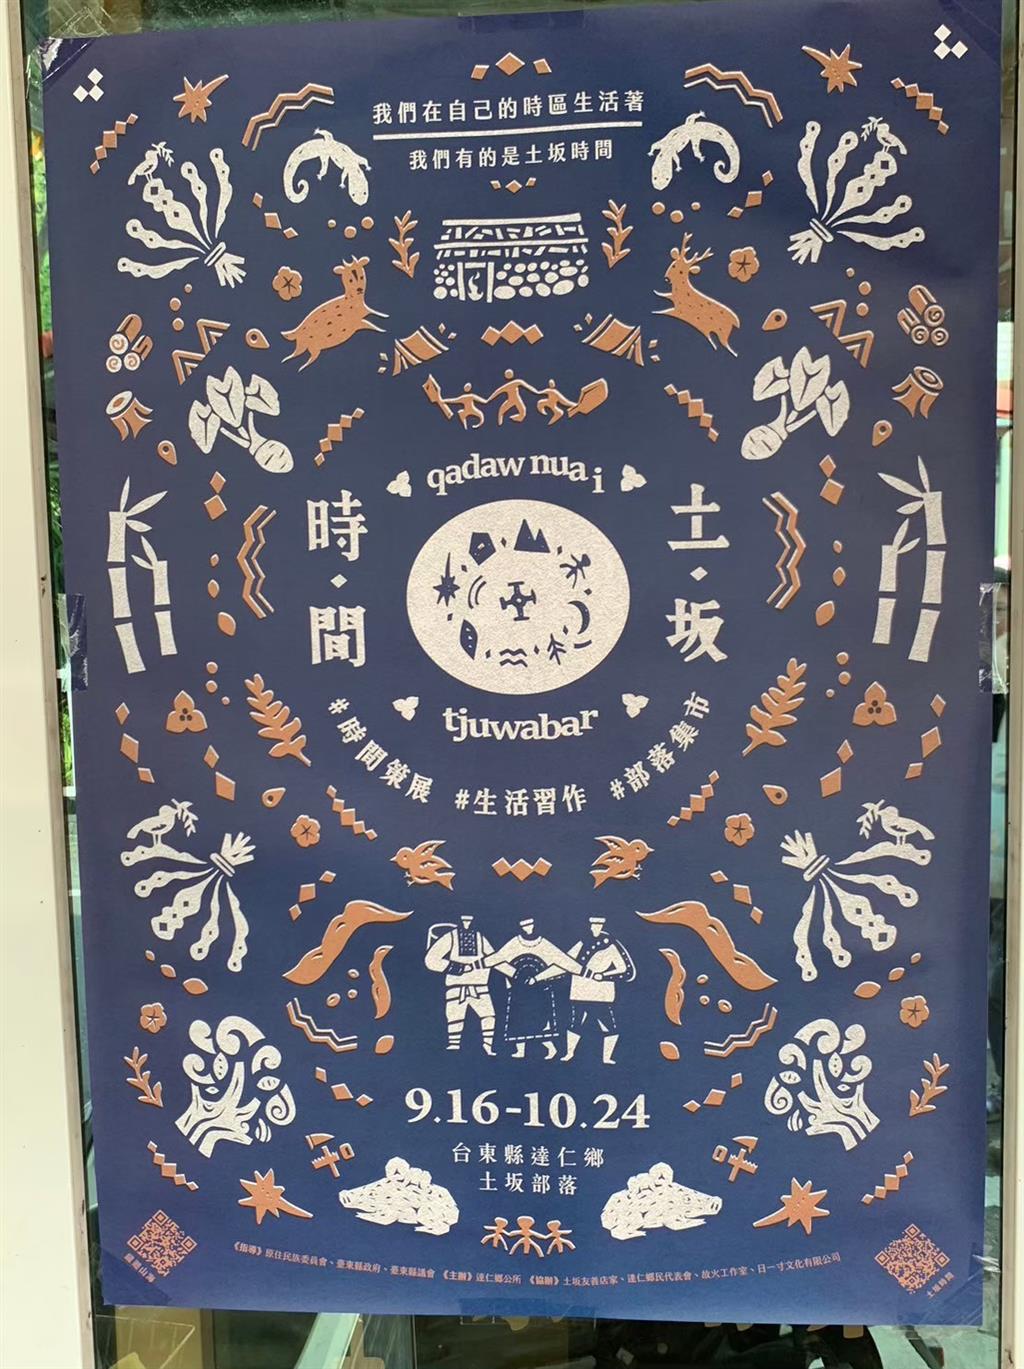 我們在自己的時區生活著
我們有的是土坂時間
qadaw nua i
土·坂
時·間
tjuwabar
#時間策展 #生活習作 #部落集市
9.16-10.24
台東縣達仁鄉
土坂部落
《指導》原住民族委員會、臺東縣政府、臺東縣議會 《主辦》達仁鄉公所 《協辦》土坂友善店家、達仁鄉民代表會、故火工作室、日一寸文化有限公司
土坂時間